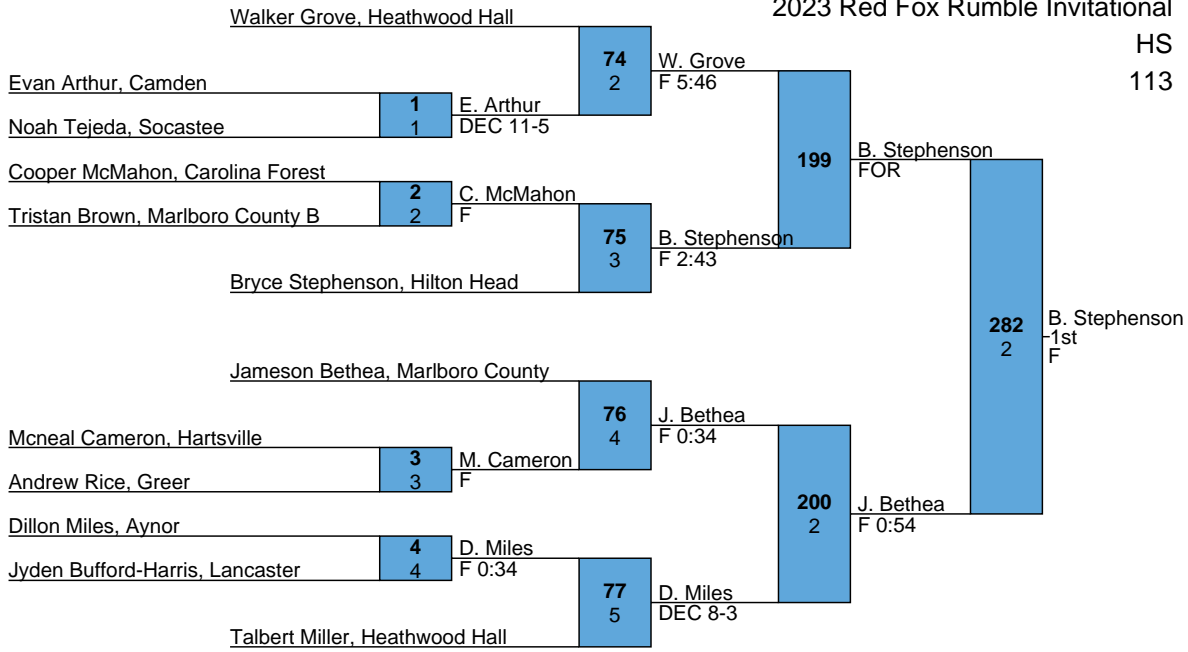 2023 Red Fox Rumble Invitational
HS
113
Walker Grove, Heathwood Hall
Evan Arthur, Camden
Noah Tejeda, Socastee
Cooper McMahon, Carolina Forest
Tristan Brown, Marlboro County B
Bryce Stephenson, Hilton Head
Jameson Bethea, Marlboro County
Mcneal Cameron, Hartsville
Andrew Rice, Greer
Dillon Miles, Aynor
Jyden Bufford-Harris, Lancaster
Talbert Miller, Heathwood Hall
1
1
E. Arthur
DEC 11-5
2
2
C. McMahon
F
3
3
M. Cameron
F
4
4
D. Miles
F 0:34
74
2
W. Grove
F 5:46
75
3
B. Stephenson
F 2:43
76
4
J. Bethea
F 0:34
77
5
D. Miles
DEC 8-3
199
B. Stephenson
FOR
200
2
J. Bethea
F 0:54
282
2
B. Stephenson
1st
F